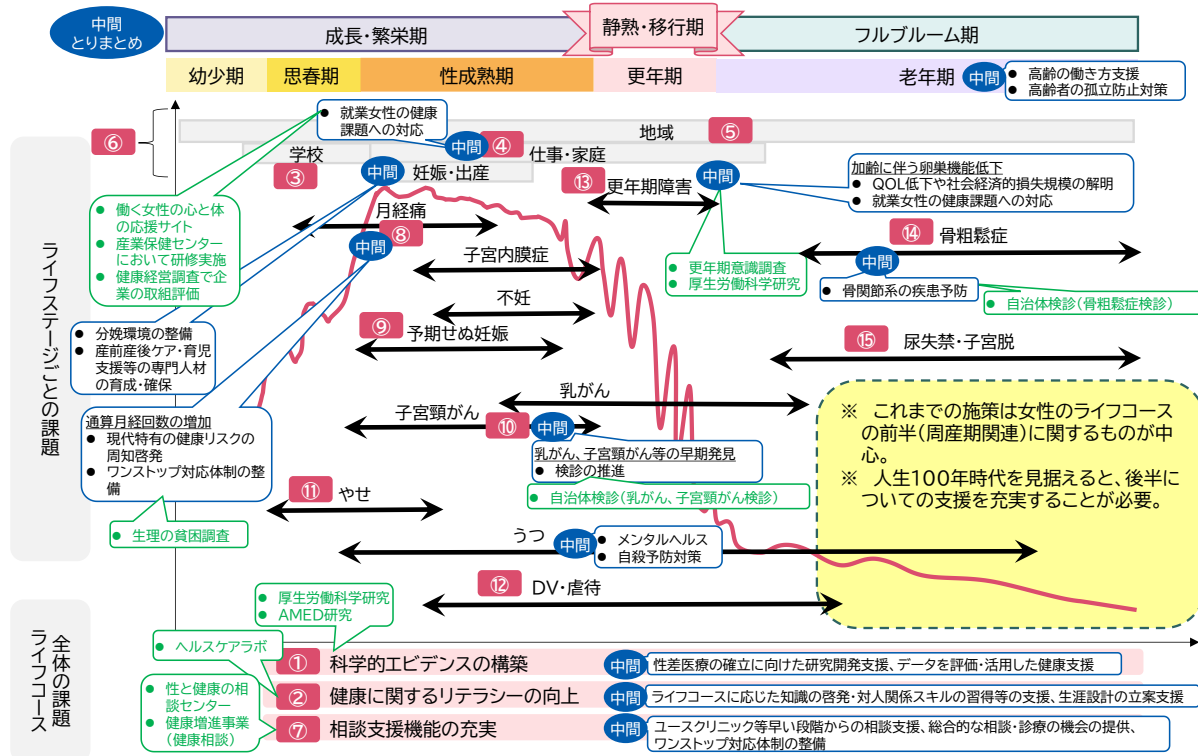 中間
とりまとめ
成長・繁栄期
静熟・移行期
フルブルーム期
幼少期
思春期
性成熟期
更年期
老年期
中間
● 高齢の働き方支援
● 高齢者の孤立防止対策
⑥
● 就業女性の健康
課題への対応
中間
④
地域
⑤
学校
仕事・家庭
③
中間
妊娠・出産
⑬
更年期障害
中間
加齢に伴う卵巣機能低下
● QOL低下や社会経済的損失規模の解明
● 就業女性の健康課題への対応
ライフステージごとの課題
● 働く女性の心と体
の応援サイト
● 産業保健センター
において研修実施
● 健康経営調査で企
業の取組評価
月経痛
⑧
中間
⑭
骨粗鬆症
子宮内膜症
● 更年期意識調査
● 厚生労働科学研究
中間
● 骨関節系の疾患予防
● 自治体検診(骨粗鬆症検診)
不妊
● 分娩環境の整備
● 産前産後ケア・育児
支援等の専門人材
の育成・確保
⑨
予期せぬ妊娠
⑮
尿失禁・子宮脱
乳がん
子宮頸がん
⑩
中間
通算月経回数の増加
● 現代特有の健康リスクの
周知啓発
● ワンストップ対応体制の整
備
乳がん、子宮頸がん等の早期発見
● 検診の推進
● 自治体検診(乳がん、子宮頸がん検診)
※ これまでの施策は女性のライフコース
の前半(周産期関連)に関するものが中
心。
※ 人生100年時代を見据えると、後半に
ついての支援を充実することが必要。
⑪
やせ
● 生理の貧困調査
うつ
中間
● メンタルヘルス
● 自殺予防対策
⑫
DV・虐待
● 厚生労働科学研究
● AMED研究
全体の課題
ライフコース
● ヘルスケアラボ
①
科学的エビデンスの構築
中間
性差医療の確立に向けた研究開発支援、データを評価・活用した健康支援
● 性と健康の相
談センター
● 健康増進事業
(健康相談)
②
健康に関するリテラシーの向上
中間
ライフコースに応じた知識の啓発・対人関係スキルの習得等の支援、生涯設計の立案支援
⑦
相談支援機能の充実
中間
ユースクリニック等早い段階からの相談支援、総合的な相談・診療の機会の提供、
ワンストップ対応体制の整備